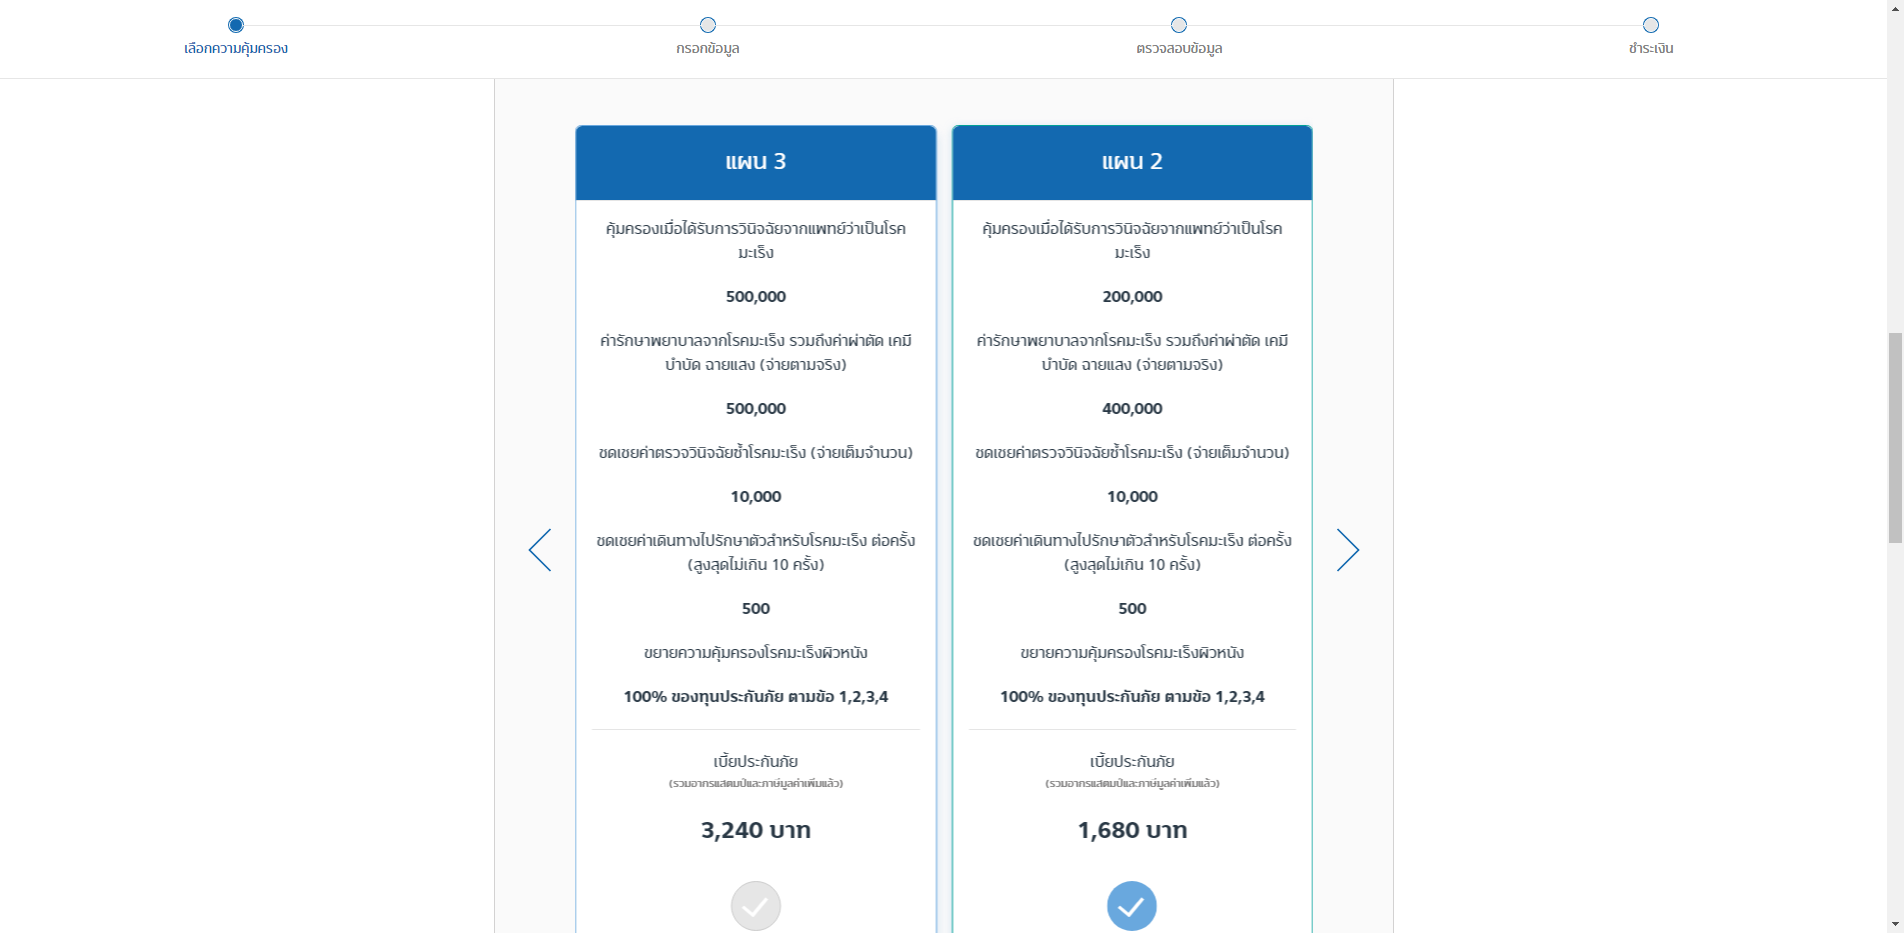 เลือกความคุ้มครอง
กรอกข้อมูล
ตรวจสอบข้อมูล
ชำระเงิน
แผน 3
คุ้มครองเมื่อได้รับการวินิจฉัยจากแพทย์ว่าเป็นโรค
มะเร็ง
500,000
ค่ารักษาพยาบาลจากโรคมะเร็ง รวมถึงค่าผ่าตัด เคมี
บำบัด ฉายแสง (จ่ายตามจริง)
500,000
ชดเชยค่าตรวจวินิจฉัยซ้ำโรคมะเร็ง (จ่ายเต็มจำนวน)
10,000
ชดเชยค่าเดินทางไปรักษาตัวสำหรับโรคมะเร็ง ต่อครั้ง
(สูงสุดไม่เกิน 10 ครั้ง)
500
ขยายความคุ้มครองโรคมะเร็งผิวหนัง
100% ของทุนประกันภัย ตามข้อ 1,2,3,4
เบี้ยประกันภัย
(รวมอากรแสตมป์และภาษีมูลค่าเพิ่มแล้ว)
3,240 บาท
แผน 2
คุ้มครองเมื่อได้รับการวินิจฉัยจากแพทย์ว่าเป็นโรค
มะเร็ง
200,000
ค่ารักษาพยาบาลจากโรคมะเร็ง รวมถึงค่าผ่าตัด เคมี
บำบัด ฉายแสง (จ่ายตามจริง)
400,000
ชดเชยค่าตรวจวินิจฉัยซ้ำโรคมะเร็ง (จ่ายเต็มจำนวน)
10,000
ชดเชยค่าเดินทางไปรักษาตัวสำหรับโรคมะเร็ง ต่อครั้ง
(สูงสุดไม่เกิน 10 ครั้ง)
500
ขยายความคุ้มครองโรคมะเร็งผิวหนัง
100% ของทุนประกันภัย ตามข้อ 1,2,3,4
เบี้ยประกันภัย
(รวมอากรแสตมป์และภาษีมูลค่าเพิ่มแล้ว)
1,680 บาท